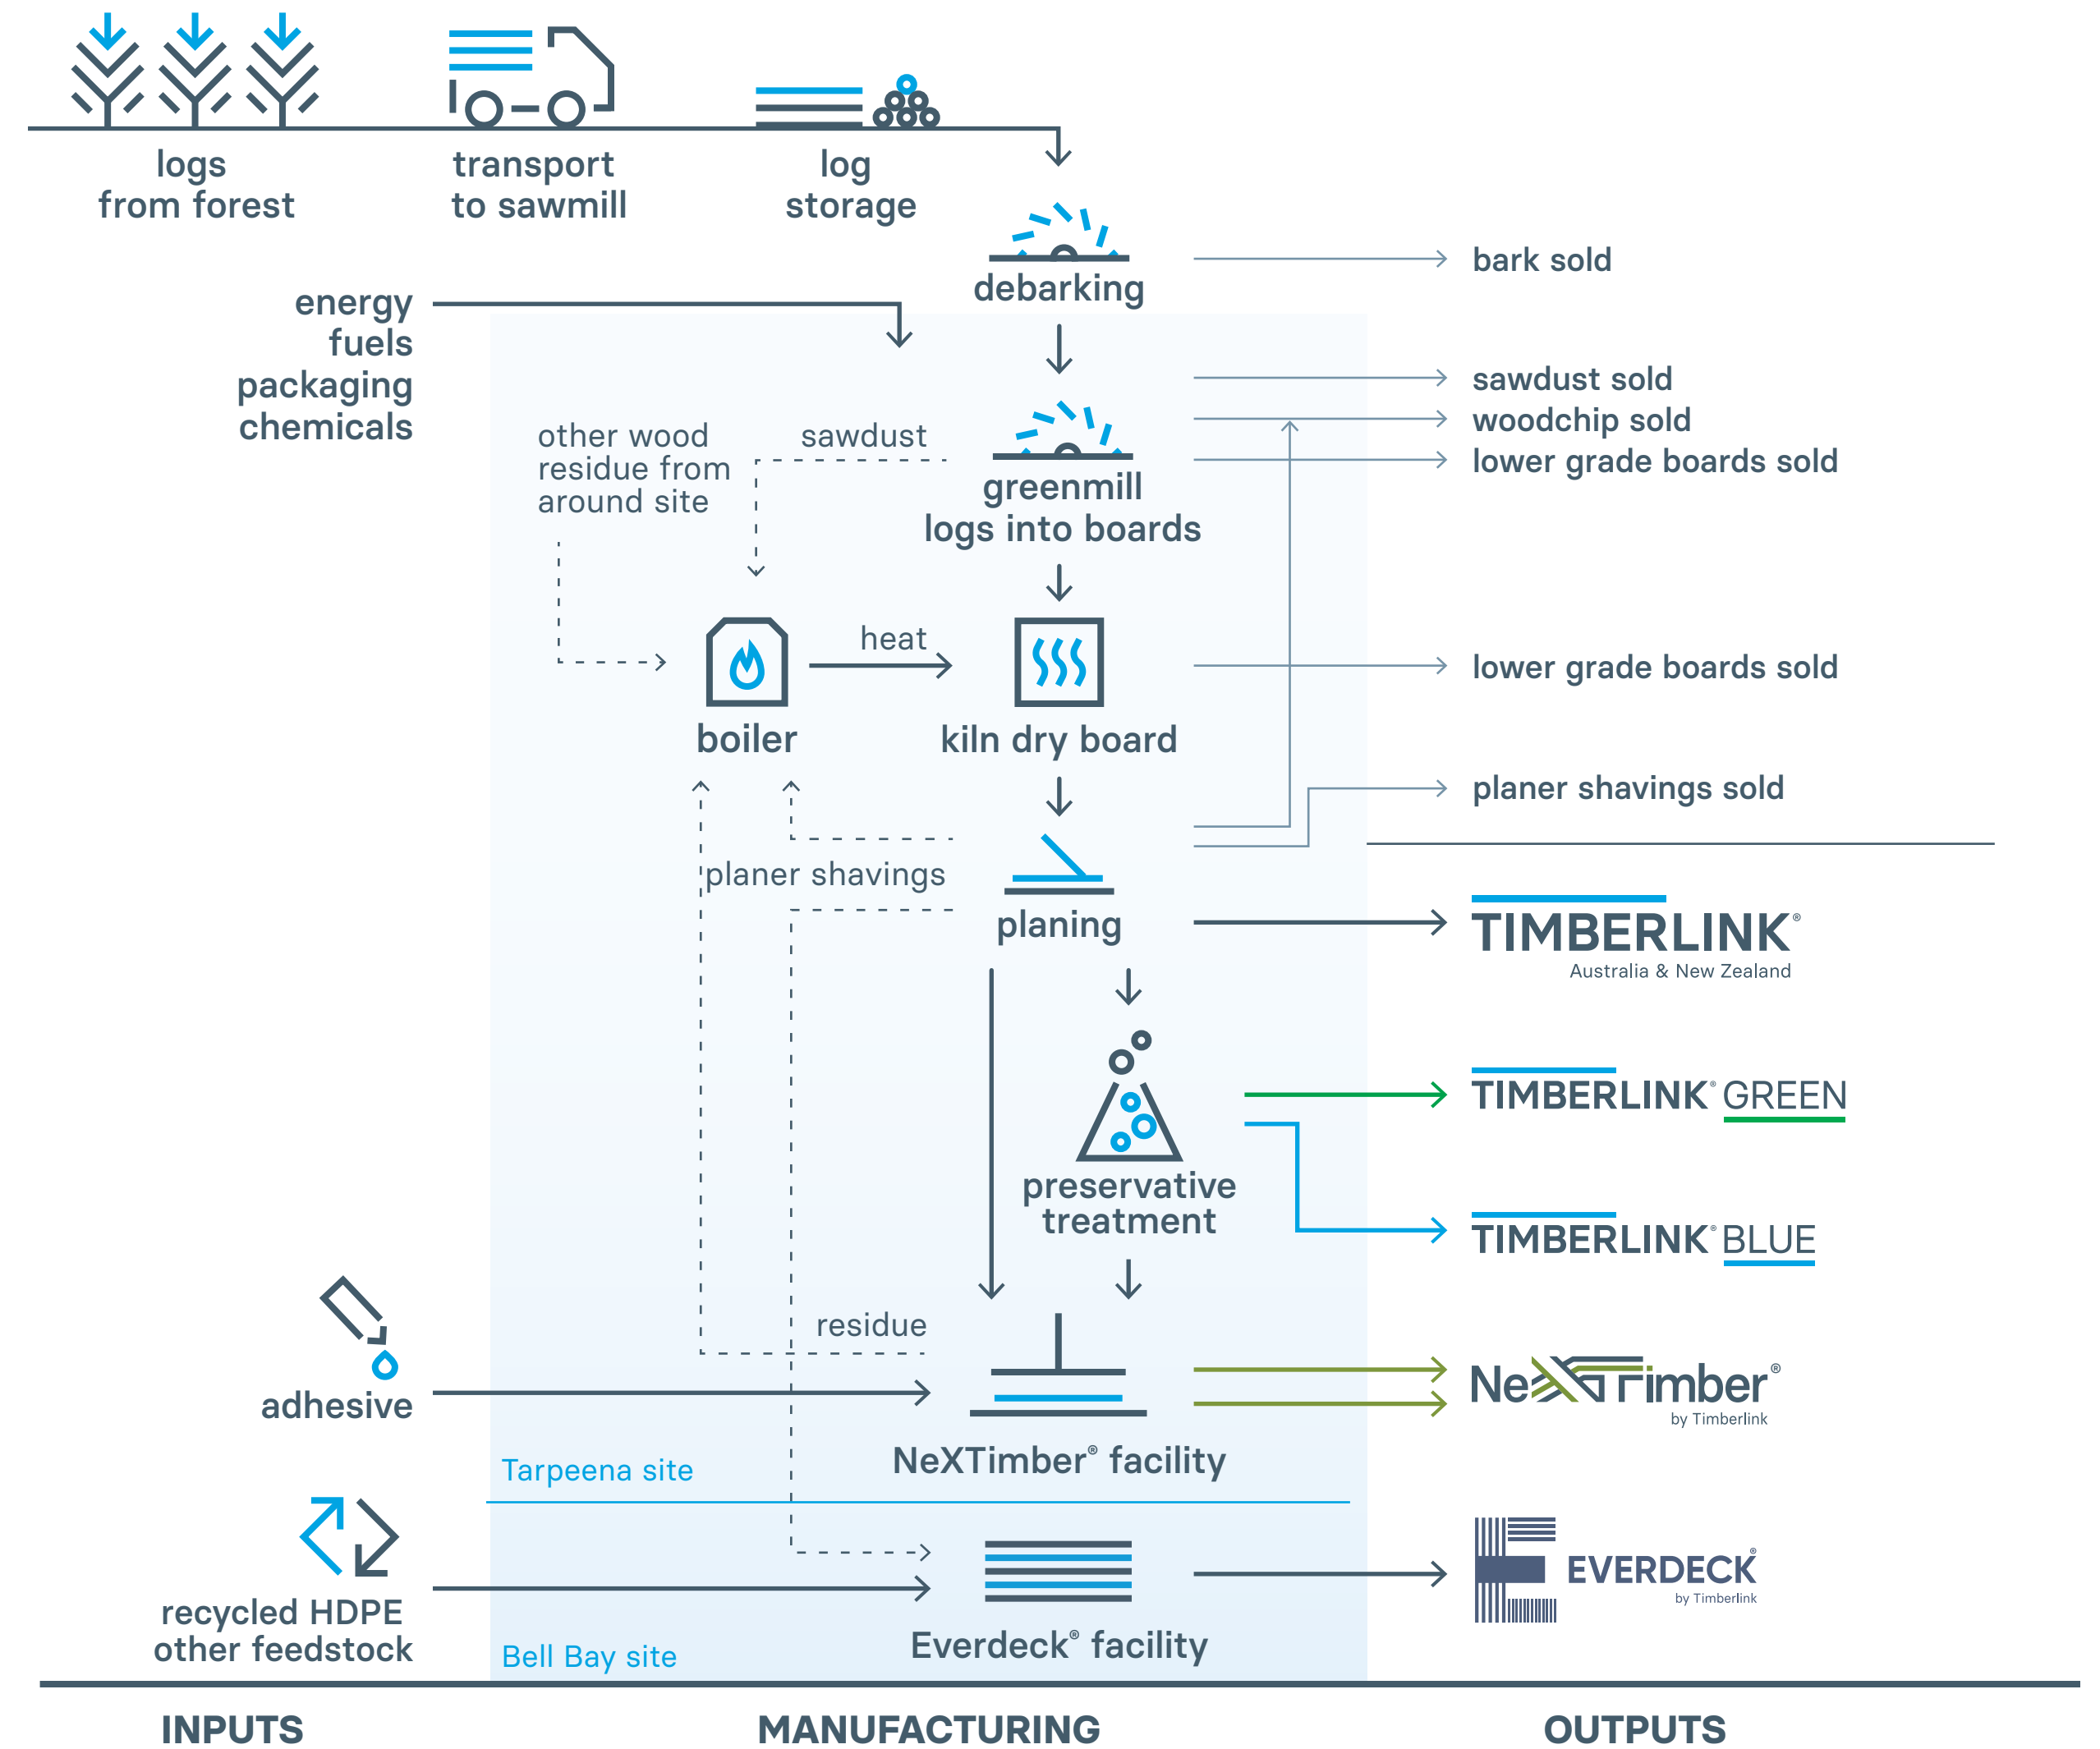 logs
from forest
transport
to sawmill
log
storage
debarking
bark sold
energy
fuels
packaging
chemicals
sawdust sold
woodchip sold
lower grade boards sold
other wood
residue from
around site
sawdust
greenmill
logs into boards
heat
boiler
kiln dry board
lower grade boards sold
planer shavings sold
planer shavings
planing
TIMBERLINK®
Australia & New Zealand
TIMBERLINK® GREEN
preservative
treatment
TIMBERLINK® BLUE
residue
adhesive
NeXTimber® facility
NeXTimber®
by Timberlink
Tarpeena site
recycled HDPE
other feedstock
Everdeck® facility
EVERDECK®
by Timberlink
Bell Bay site
INPUTS
MANUFACTURING
OUTPUTS